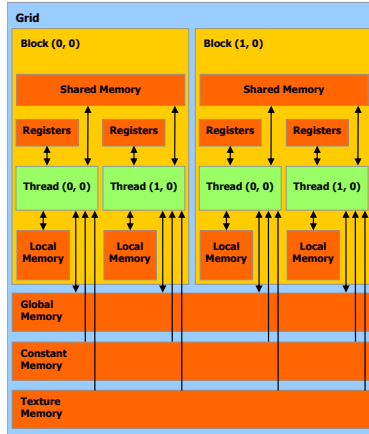 Grid
Block (0, 0)
Block (1, 0)
Shared Memory
Shared Memory
Registers
Registers
Registers
Registers
Thread (0, 0)
Thread (1, 0)
Thread (0, 0)
Thread (1, 0)
Local
Memory
Local
Memory
Local
Memory
Local
Memory
Global
Memory
Constant
Memory
Texture
Memory